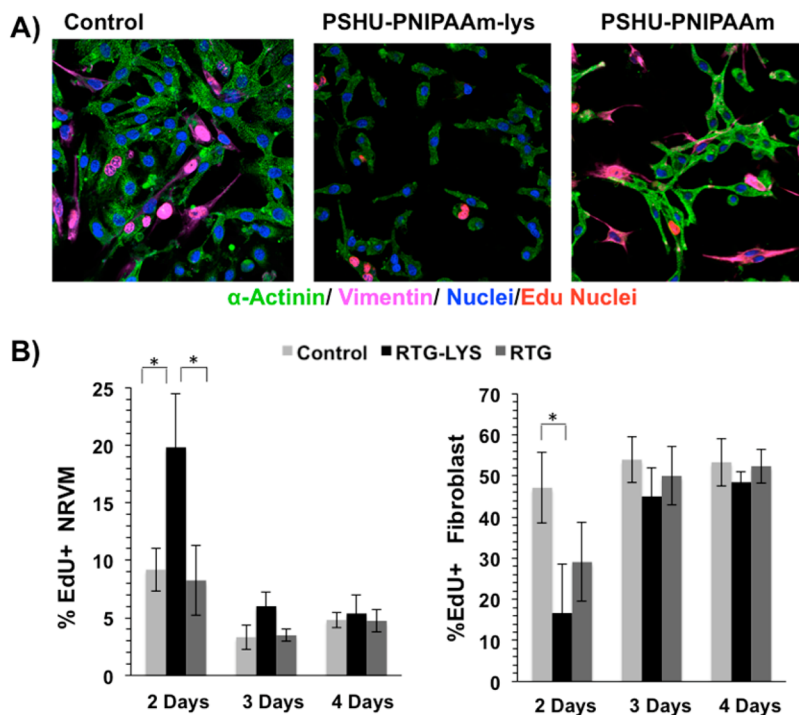 A)
Control PSHU-PNIPAAm-lys PSHU-PNIPAAm
α-Actinin/ Vimentin/ Nuclei/Edu Nuclei
B)
Control RTG-LYS RTG
* *
25
20
15
10
5
0
% EdU+ NRVM
2 Days 3 Days 4 Days
*
70
60
50
40
30
20
10
0
%EdU+ Fibroblast
2 Days 3 Days 4 Days